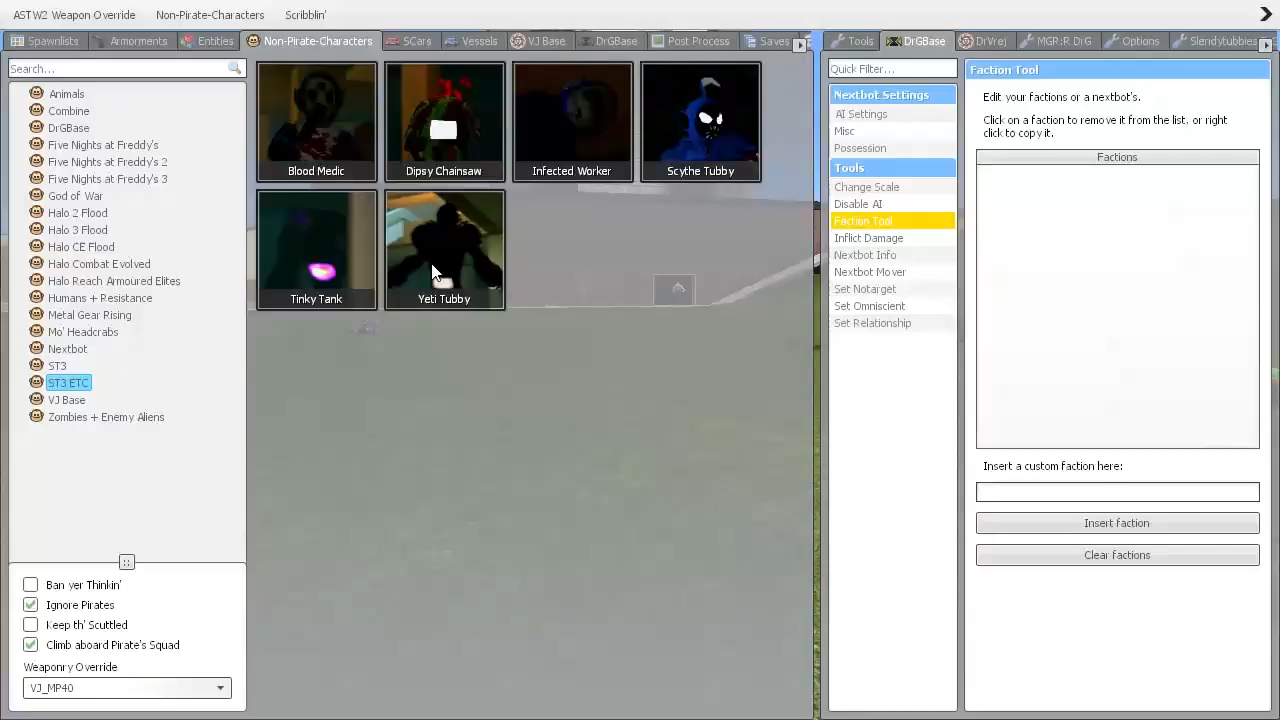 ASTW2 Weapon Override Non-Pirate-Characters Scribblin'
Spawnlists Armorments Entities Non-Pirate-Characters SCars Vessels VJ Base DrGBase Post Process Saves
Tools DrGBase DrVrej MGR:R DrG Options Slendytubbies
Search...
Animals
Combine
DrGBase
Five Nights at Freddy's
Five Nights at Freddy's 2
Five Nights at Freddy's 3
God of War
Halo 2 Flood
Halo 3 Flood
Halo CE Flood
Halo Combat Evolved
Halo Reach Armoured Elites
Humans + Resistance
Metal Gear Rising
Mo' Headcrabs
Nextbot
ST3
ST3 ETC
VJ Base
Zombies + Enemy Aliens
Ban yer Thinkin'
Ignore Pirates
Keep th' Scuttled
Climb aboard Pirate's Squad
Weaponry Override
VJ_MP40
Blood Medic Dipsy Chainsaw Infected Worker Scythe Tubby
Tinky Tank Yeti Tubby
Quick Filter...
Nextbot Settings
AI Settings
Misc
Possession
Tools
Change Scale
Disable AI
Faction Tool
Inflict Damage
Nextbot Info
Nextbot Mover
Set Notarget
Set Omniscient
Set Relationship
Faction Tool
Edit your factions or a nextbot's.
Click on a faction to remove it from the list, or right
click to copy it.
Factions
Insert a custom faction here:
Insert faction
Clear factions